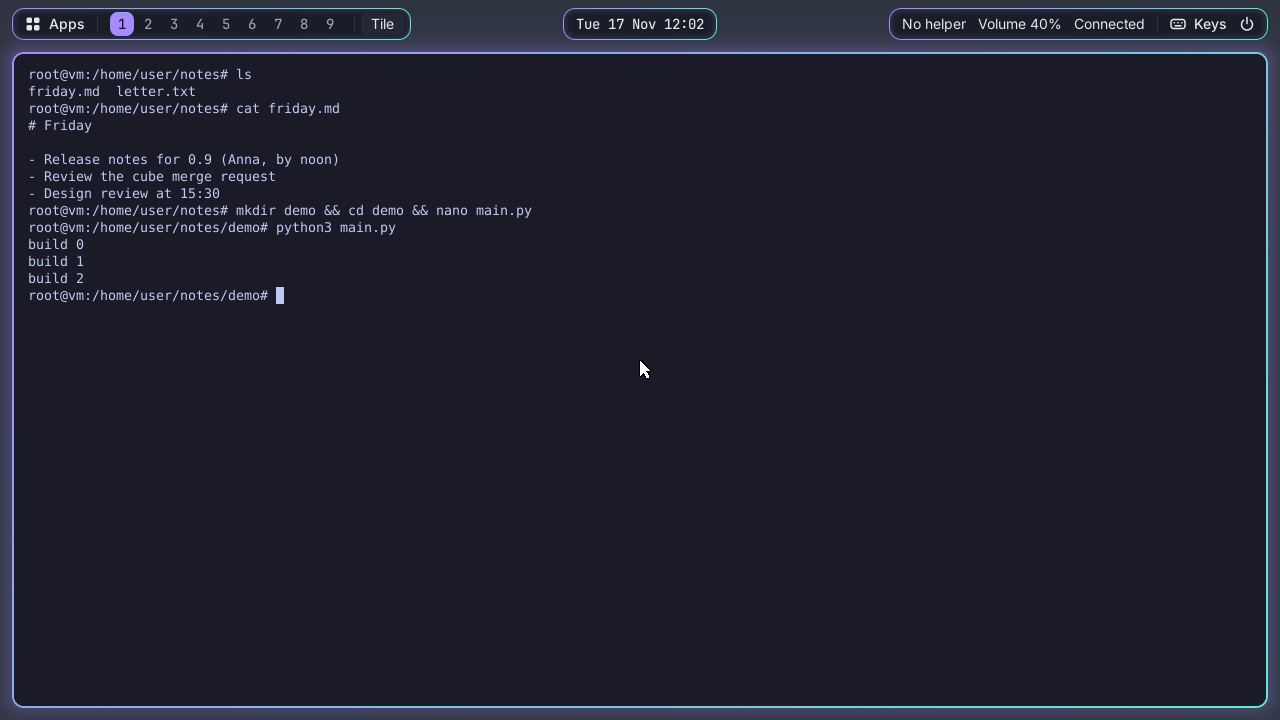 Apps 1 2 3 4 5 6 7 8 9 Tile Tue 17 Nov 12:02 No helper Volume 40% Connected Keys
root@vm:/home/user/notes# ls
friday.md  letter.txt
root@vm:/home/user/notes# cat friday.md
# Friday
- Release notes for 0.9 (Anna, by noon)
- Review the cube merge request
- Design review at 15:30
root@vm:/home/user/notes# mkdir demo && cd demo && nano main.py
root@vm:/home/user/notes/demo# python3 main.py
build 0
build 1
build 2
root@vm:/home/user/notes/demo#